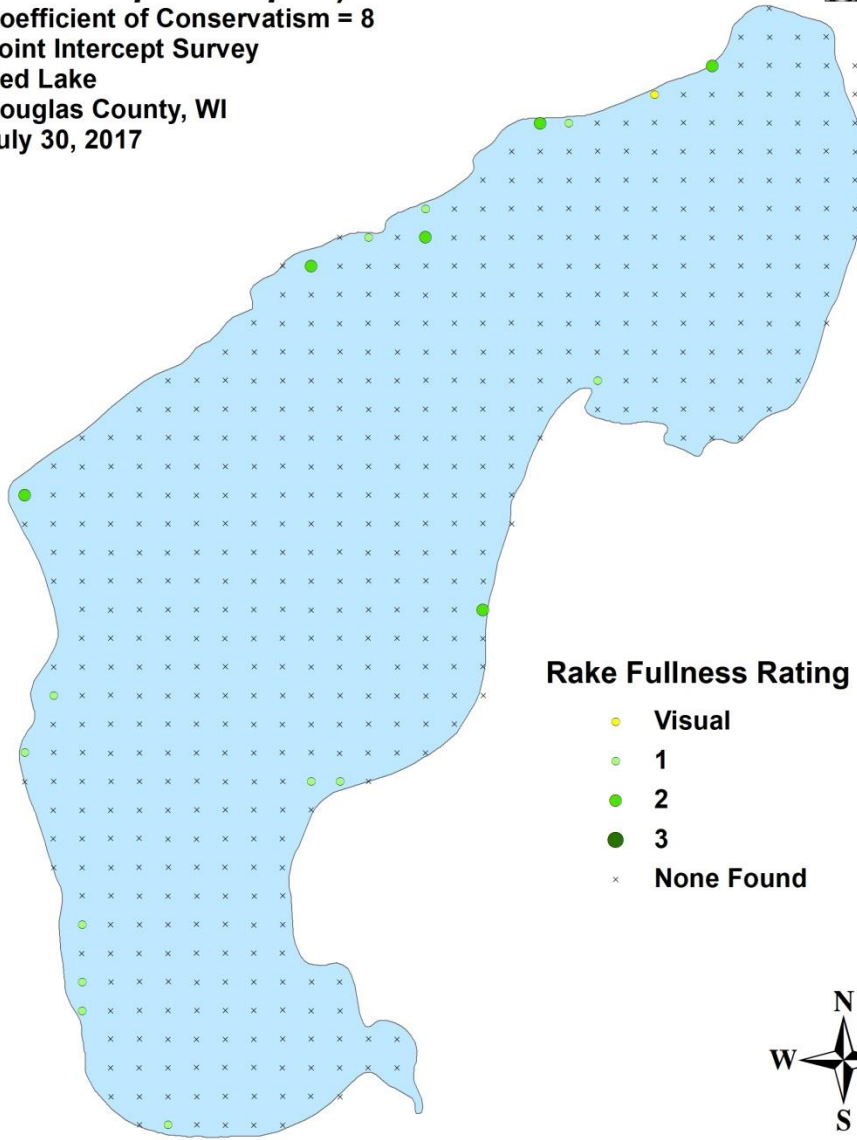 oefficient of Conservatism = 8
oint Intercept Survey
ed Lake
ouglas County, WI
uly 30, 2017
Rake Fullness Rating
Visual
1
2
3
None Found
N
W
S